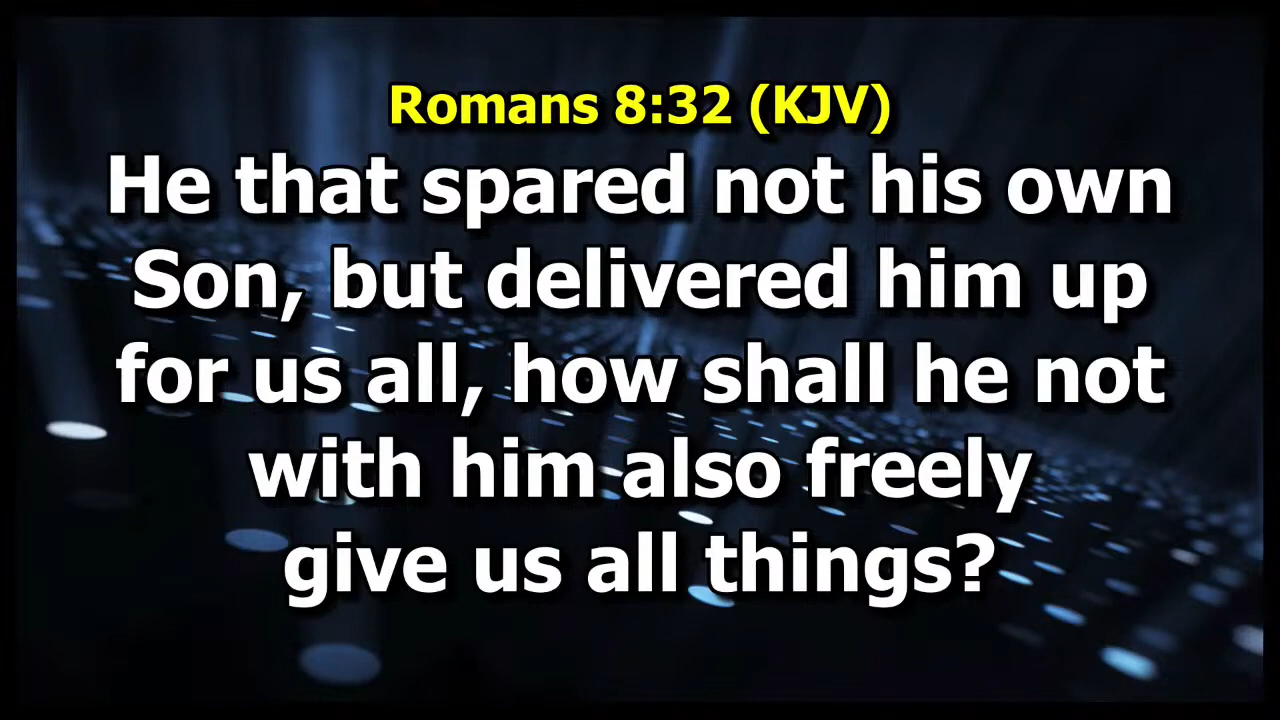 Romans 8:32 (KJV)
He that spared not his own
Son, but delivered him up
for us all, how shall he not
with him also freely
give us all things?